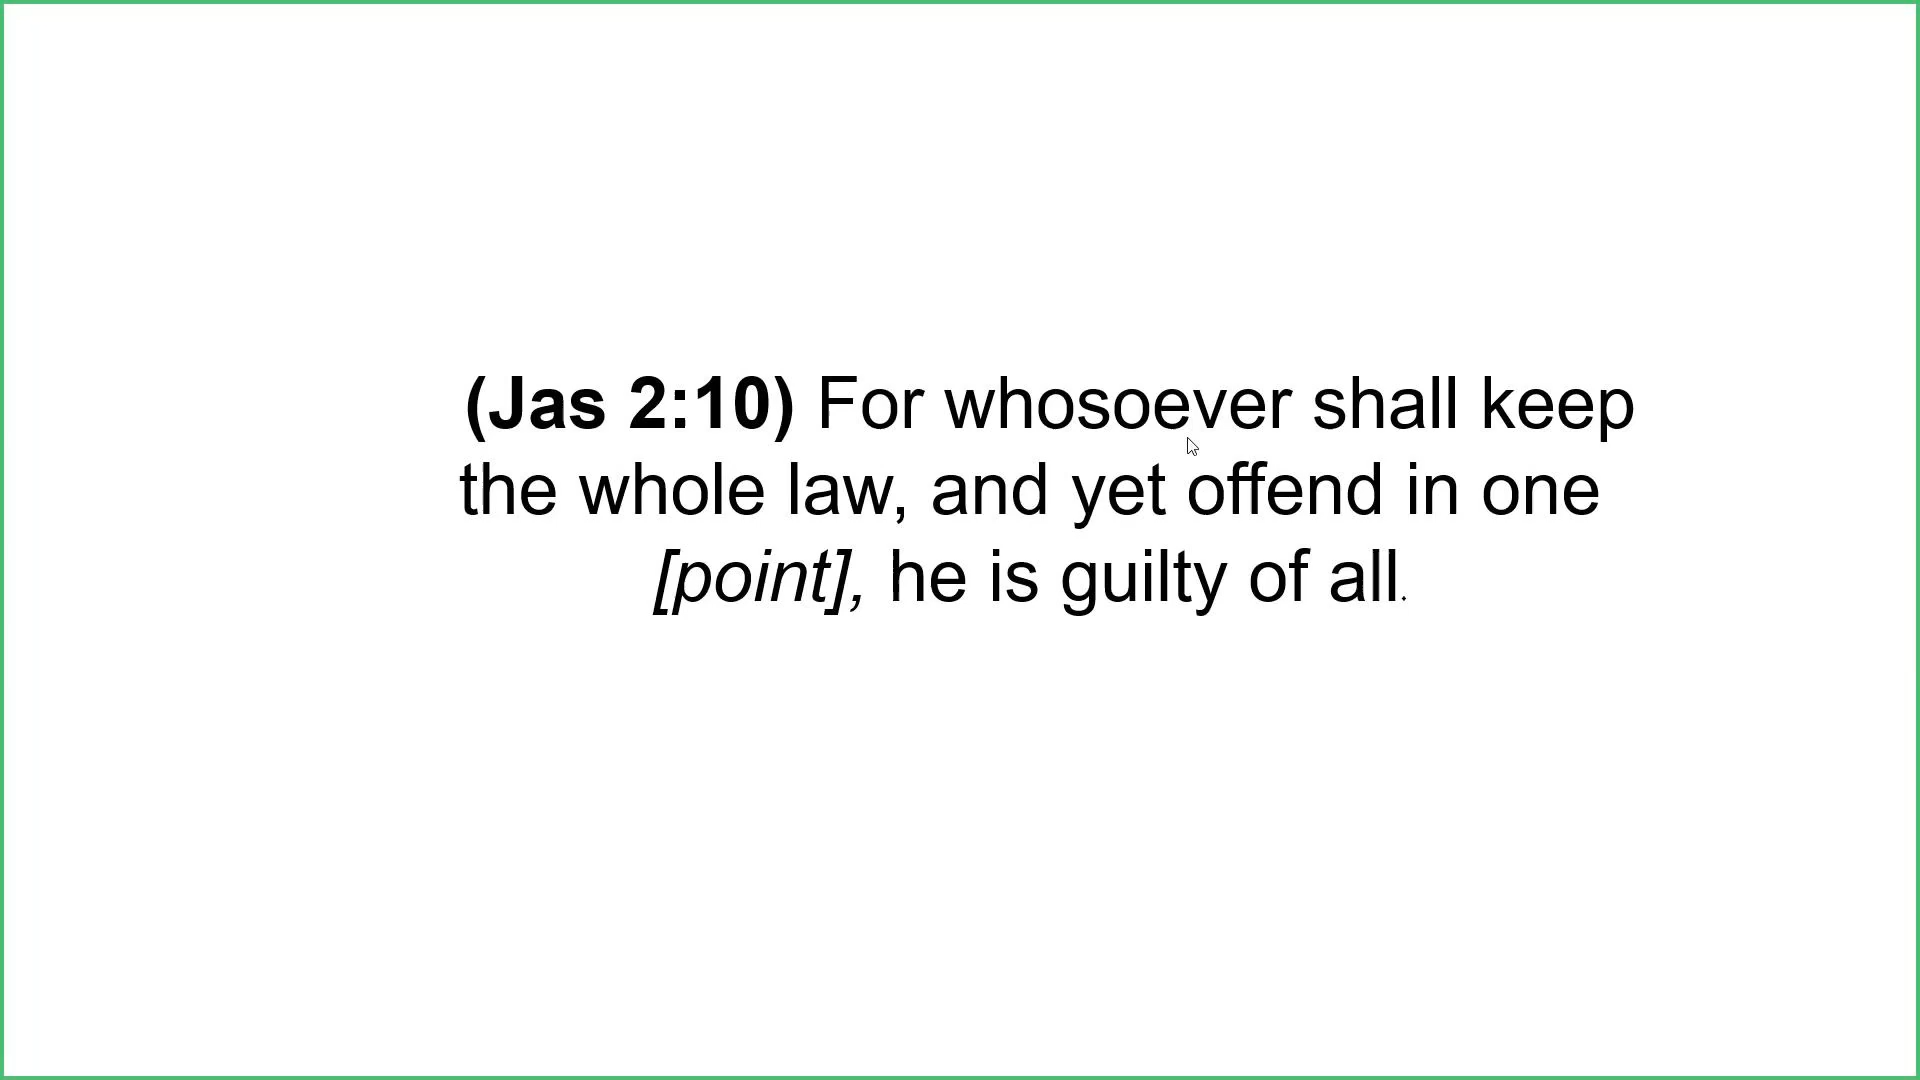 (Jas 2:10) For whosoever shall keep
the whole law, and yet offend in one
[point], he is guilty of all.